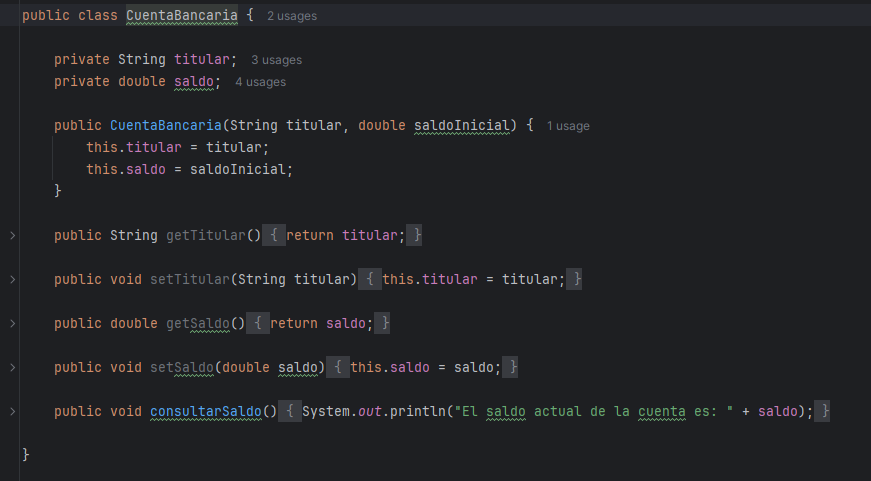 public class CuentaBancaria { 2 usages
private String titular; 3 usages
private double saldo; 4 usages
public CuentaBancaria(String titular, double saldoInicial) { 1 usage
this.titular = titular;
this.saldo = saldoInicial;
}
public String getTitular() { return titular; }
public void setTitular(String titular) { this.titular = titular; }
public double getSaldo() { return saldo; }
public void setSaldo(double saldo) { this.saldo = saldo; }
public void consultarSaldo() { System.out.println("El saldo actual de la cuenta es: " + saldo); }
}